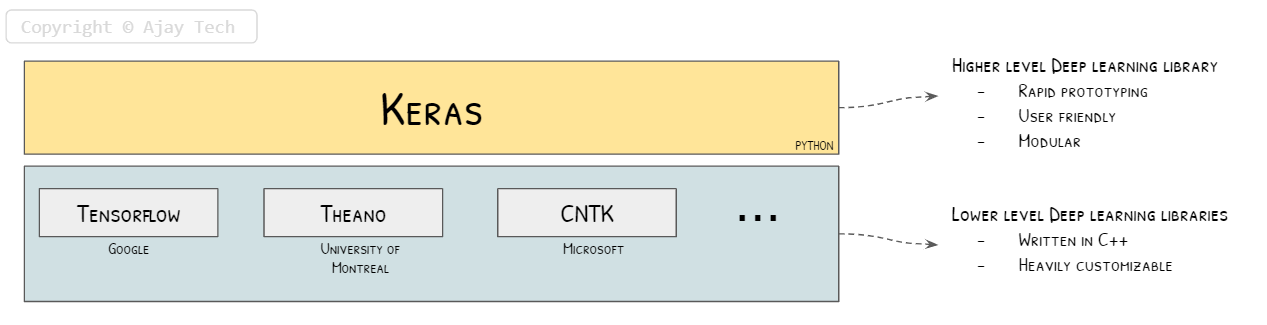 Copyright © Ajay Tech
Keras
PYTHON
Higher level Deep learning library
- Rapid prototyping
- User friendly
- Modular
Tensorflow
Google
Theano
University of
Montreal
CNTK
Microsoft
...
Lower level Deep learning libraries
- Written in C++
- Heavily customizable